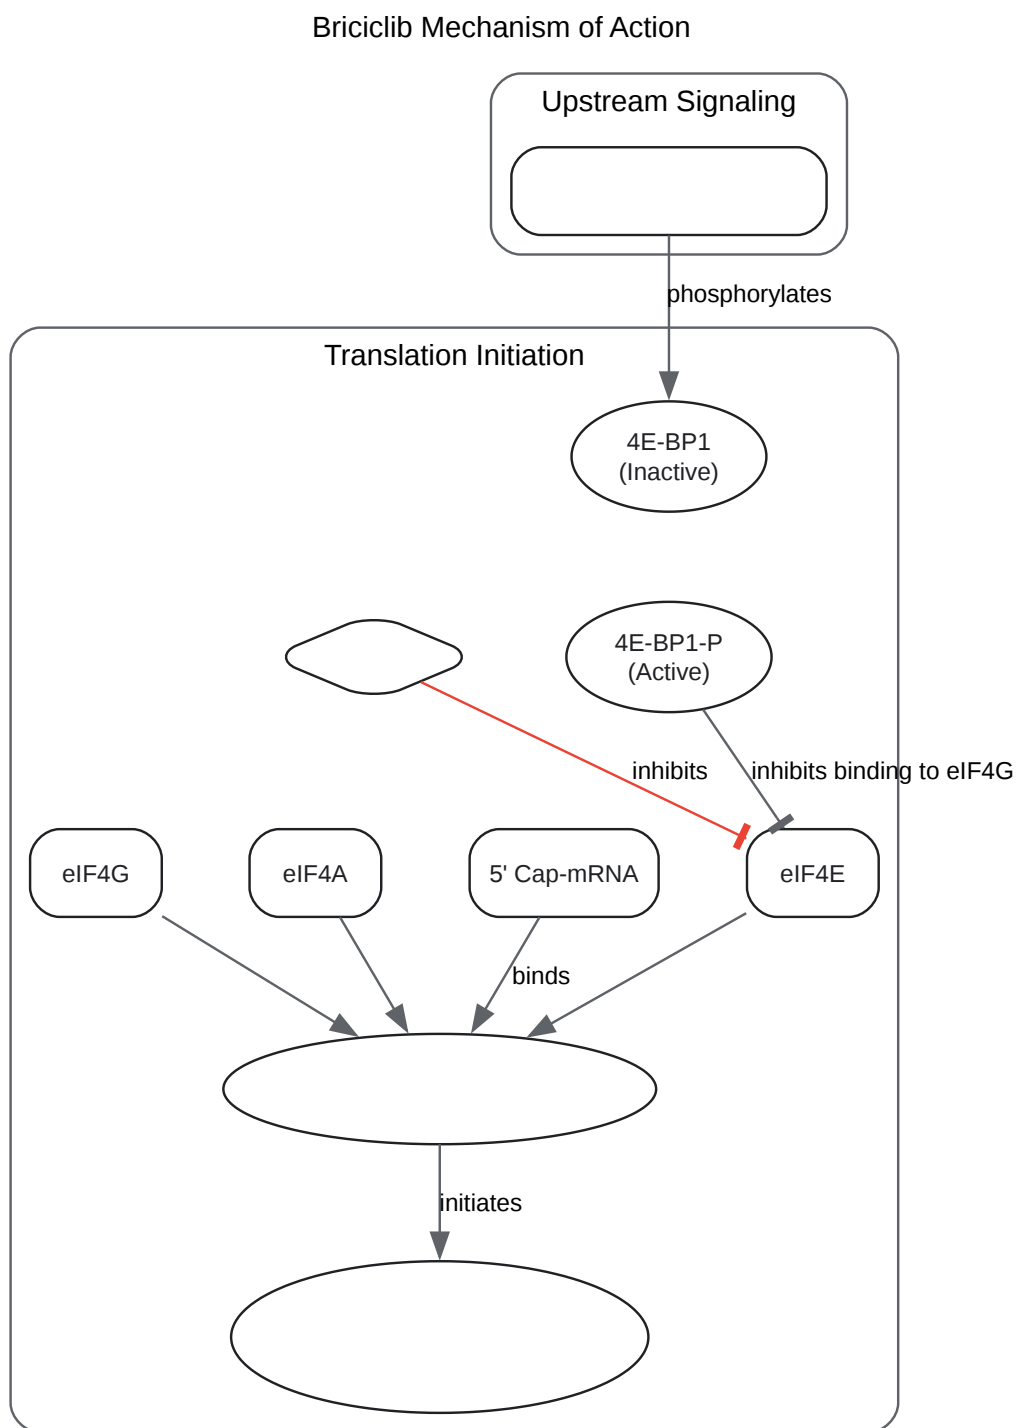 Briciclib Mechanism of Action
Upstream Signaling
phosphorylates
Translation Initiation
4E-BP1
(Inactive)
4E-BP1-P
(Active)
inhibits
inhibits binding to eIF4G
eIF4G
eIF4A
5' Cap-mRNA
eIF4E
binds
initiates